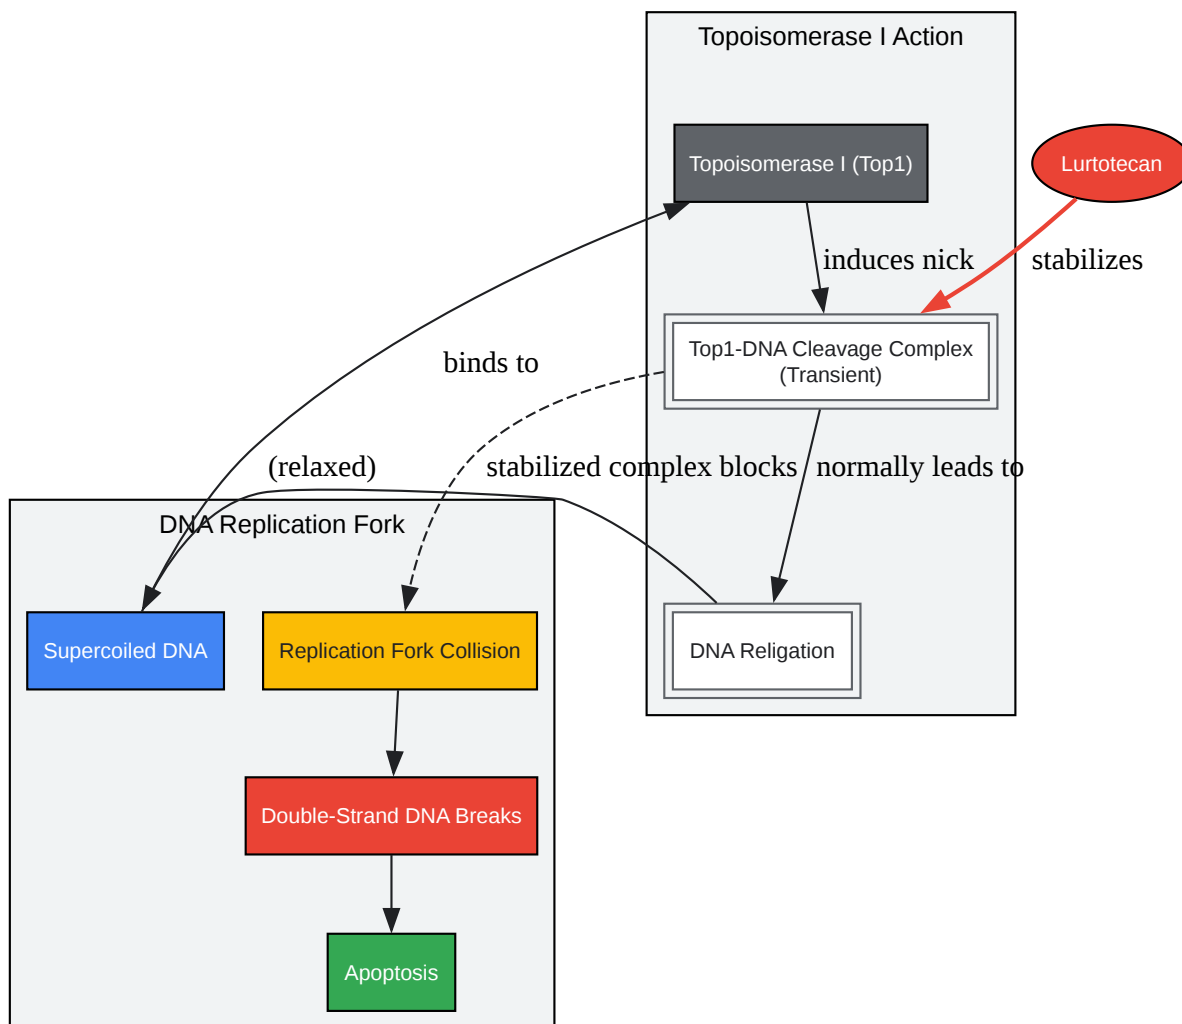 Topoisomerase I Action
Topoisomerase I (Top1)
Lurtotecan
induces nick
stabilizes
Top1-DNA Cleavage Complex
(Transient)
binds to
(relaxed)
stabilized complex blocks
normally leads to
DNA Replication Fork
Supercoiled DNA
Replication Fork Collision
DNA Religation
Double-Strand DNA Breaks
Apoptosis